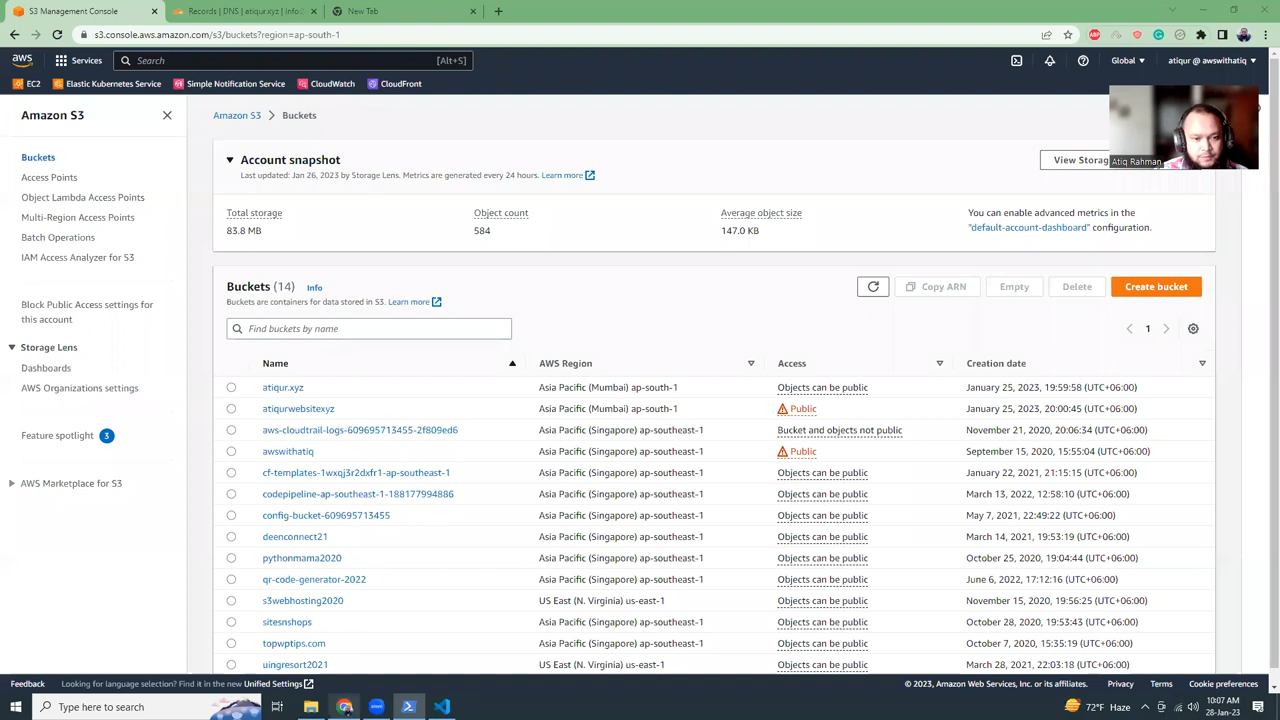 S3 Management Console
Records | DNS | atiqur.xyz | info
New Tab
s3.console.aws.amazon.com/s3/buckets?region=ap-south-1
aws
Services
Search
[Alt+S]
Global
atiqur @ awswithatiq
EC2
Elastic Kubernetes Service
Simple Notification Service
CloudWatch
CloudFront
Amazon S3
Buckets
Access Points
Object Lambda Access Points
Multi-Region Access Points
Batch Operations
IAM Access Analyzer for S3
Block Public Access settings for
this account
Storage Lens
Dashboards
AWS Organizations settings
Feature spotlight 3
AWS Marketplace for S3
Amazon S3 > Buckets
Account snapshot
Last updated: Jan 26, 2023 by Storage Lens. Metrics are generated every 24 hours. Learn more
View Storag
Atiq Rahman
Total storage
83.8 MB
Object count
584
Average object size
147.0 KB
You can enable advanced metrics in the
"default-account-dashboard" configuration.
Buckets (14) Info
Buckets are containers for data stored in S3. Learn more
Copy ARN
Empty
Delete
Create bucket
Find buckets by name
1
Name AWS Region Access Creation date
atiqur.xyz Asia Pacific (Mumbai) ap-south-1 Objects can be public January 25, 2023, 19:59:58 (UTC+06:00)
atiqurwebsitexyz Asia Pacific (Mumbai) ap-south-1 Public January 25, 2023, 20:00:45 (UTC+06:00)
aws-cloudtrail-logs-609695713455-2f809ed6 Asia Pacific (Singapore) ap-southeast-1 Bucket and objects not public November 21, 2020, 20:06:34 (UTC+06:00)
awswithatiq Asia Pacific (Singapore) ap-southeast-1 Public September 15, 2020, 15:55:04 (UTC+06:00)
cf-templates-1wxqj3r2dxfr1-ap-southeast-1 Asia Pacific (Singapore) ap-southeast-1 Objects can be public January 22, 2021, 21:15:15 (UTC+06:00)
codepipeline-ap-southeast-1-188177994886 Asia Pacific (Singapore) ap-southeast-1 Objects can be public March 13, 2022, 12:58:10 (UTC+06:00)
config-bucket-609695713455 Asia Pacific (Singapore) ap-southeast-1 Objects can be public May 7, 2021, 22:49:22 (UTC+06:00)
deenconnect21 Asia Pacific (Singapore) ap-southeast-1 Objects can be public March 14, 2021, 19:53:19 (UTC+06:00)
pythonmama2020 Asia Pacific (Singapore) ap-southeast-1 Objects can be public October 25, 2020, 19:04:44 (UTC+06:00)
qr-code-generator-2022 Asia Pacific (Singapore) ap-southeast-1 Objects can be public June 6, 2022, 17:12:16 (UTC+06:00)
s3webhosting2020 US East (N. Virginia) us-east-1 Objects can be public November 15, 2020, 19:56:25 (UTC+06:00)
sitesnshops Asia Pacific (Singapore) ap-southeast-1 Objects can be public October 28, 2020, 19:53:43 (UTC+06:00)
topwptips.com Asia Pacific (Singapore) ap-southeast-1 Objects can be public October 7, 2020, 15:35:19 (UTC+06:00)
uingresort2021 US East (N. Virginia) us-east-1 Objects can be public March 28, 2021, 22:03:18 (UTC+06:00)
Feedback
Looking for language selection? Find it in the new Unified Settings
© 2023, Amazon Web Services, Inc. or its affiliates.
Privacy
Terms
Cookie preferences
Type here to search
72°F Haze
10:07 AM
28-Jan-23